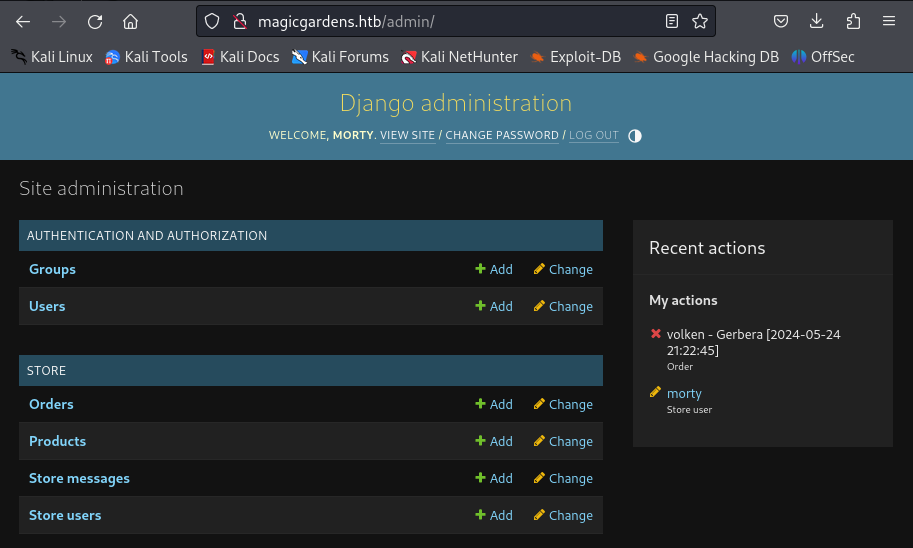 magicgardens.htb/admin/
Kali Linux Kali Tools Kali Docs Kali Forums Kali NetHunter Exploit-DB Google Hacking DB OffSec
Django administration
WELCOME, MORTY. VIEW SITE / CHANGE PASSWORD / LOG OUT
Site administration
AUTHENTICATION AND AUTHORIZATION
Groups Add Change
Users Add Change
STORE
Orders Add Change
Products Add Change
Store messages Add Change
Store users Add Change
Recent actions
My actions
volken - Gerbera [2024-05-24
21:22:45]
Order
morty
Store user